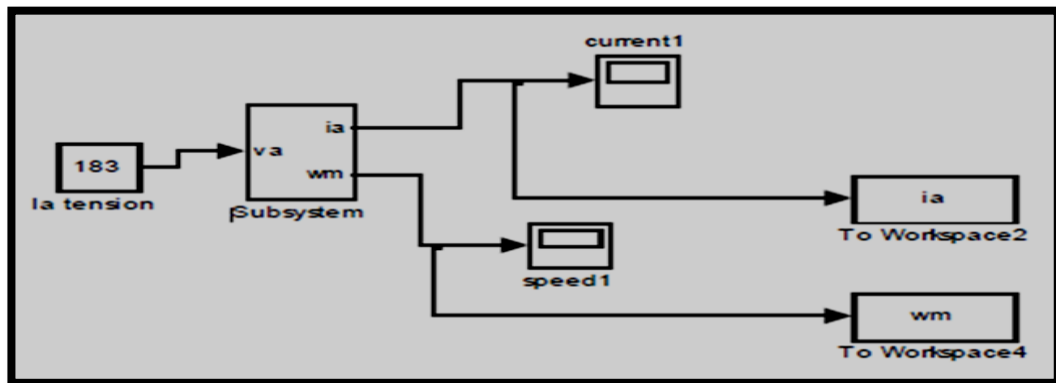 current1
ia
183
va
wm
la tension
Subsystem
ia
To Workspace2
speed1
wm
To Workspace4